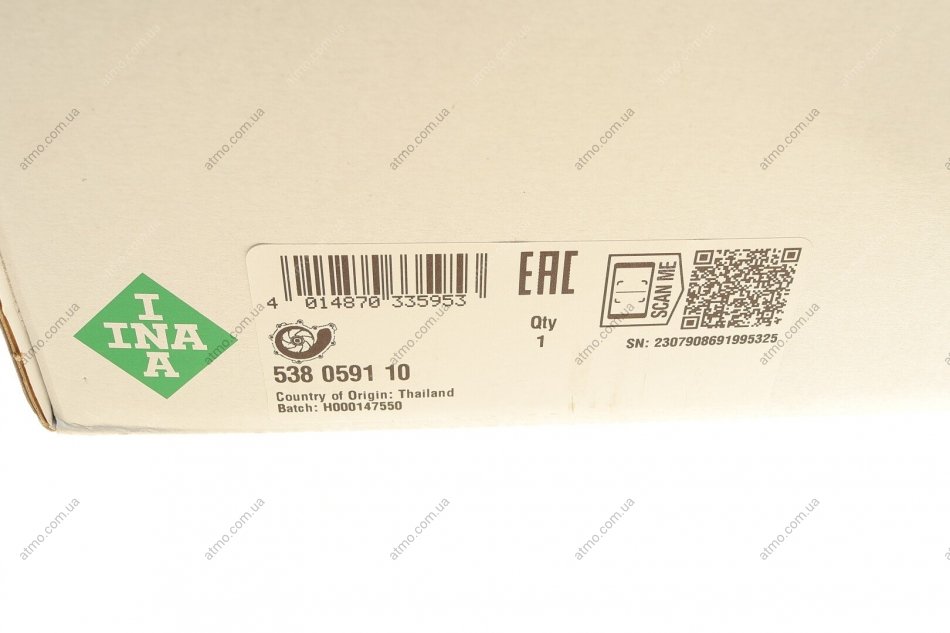 I
INA
A
4 014870 335953
538 0591 10
Country of Origin: Thailand
Batch: H000147550
EAC
Qty
1
SCAN ME
SN: 2307908691995325
atmo.com.ua